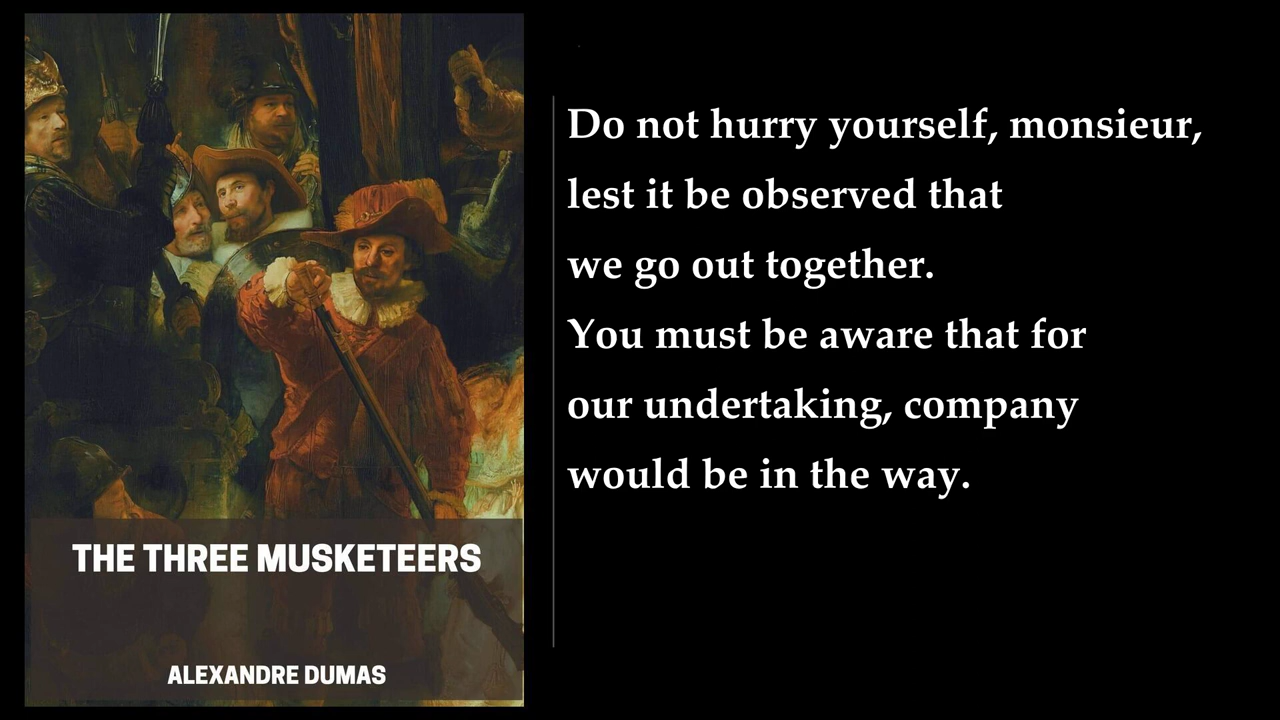 THE THREE MUSKETEERS
ALEXANDRE DUMAS
Do not hurry yourself, monsieur,
lest it be observed that
we go out together.
You must be aware that for
our undertaking, company
would be in the way.